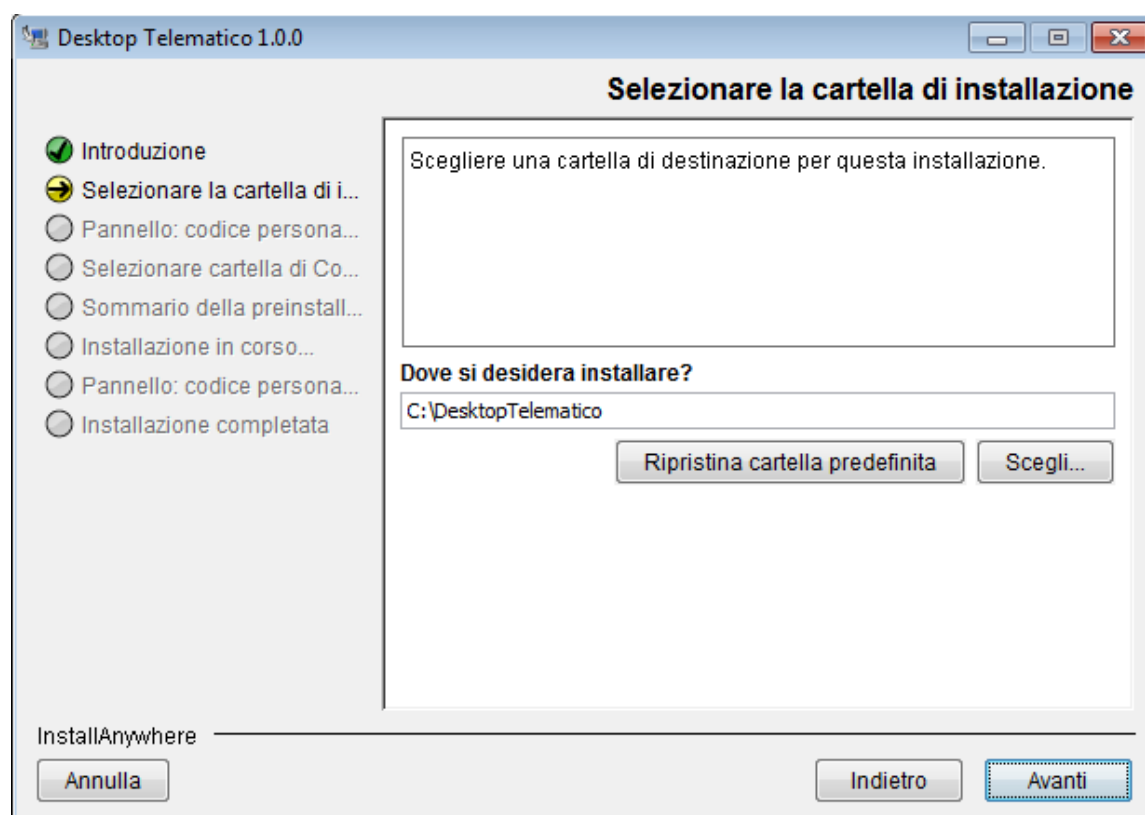 Desktop Telematico 1.0.0
Selezionare la cartella di installazione
Introduzione
Selezionare la cartella di i...
Pannello: codice persona...
Selezionare cartella di Co...
Sommario della preinstall...
Installazione in corso...
Pannello: codice persona...
Installazione completata
Scegliere una cartella di destinazione per questa installazione.
Dove si desidera installare?
C:\DesktopTelematico
Ripristina cartella predefinita Scegli...
InstallAnywhere
Annulla Indietro Avanti